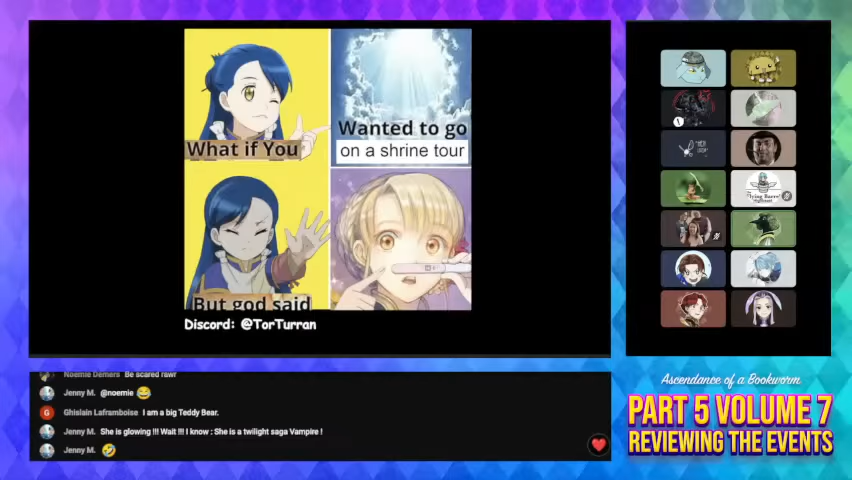 What if You
Wanted to go
on a shrine tour
But god said
Discord: @TorTurran
Noemie Demers Be scared rawr
Jenny M. @noemie 😂
G Ghislain Laframboise I am a big Teddy Bear.
Jenny M. She is glowing !!! Wait !!! I know : She is a twilight saga Vampire !
Jenny M. 🤣
Ascendance of a Bookworm
PART 5 VOLUME 7
REVIEWING THE EVENTS